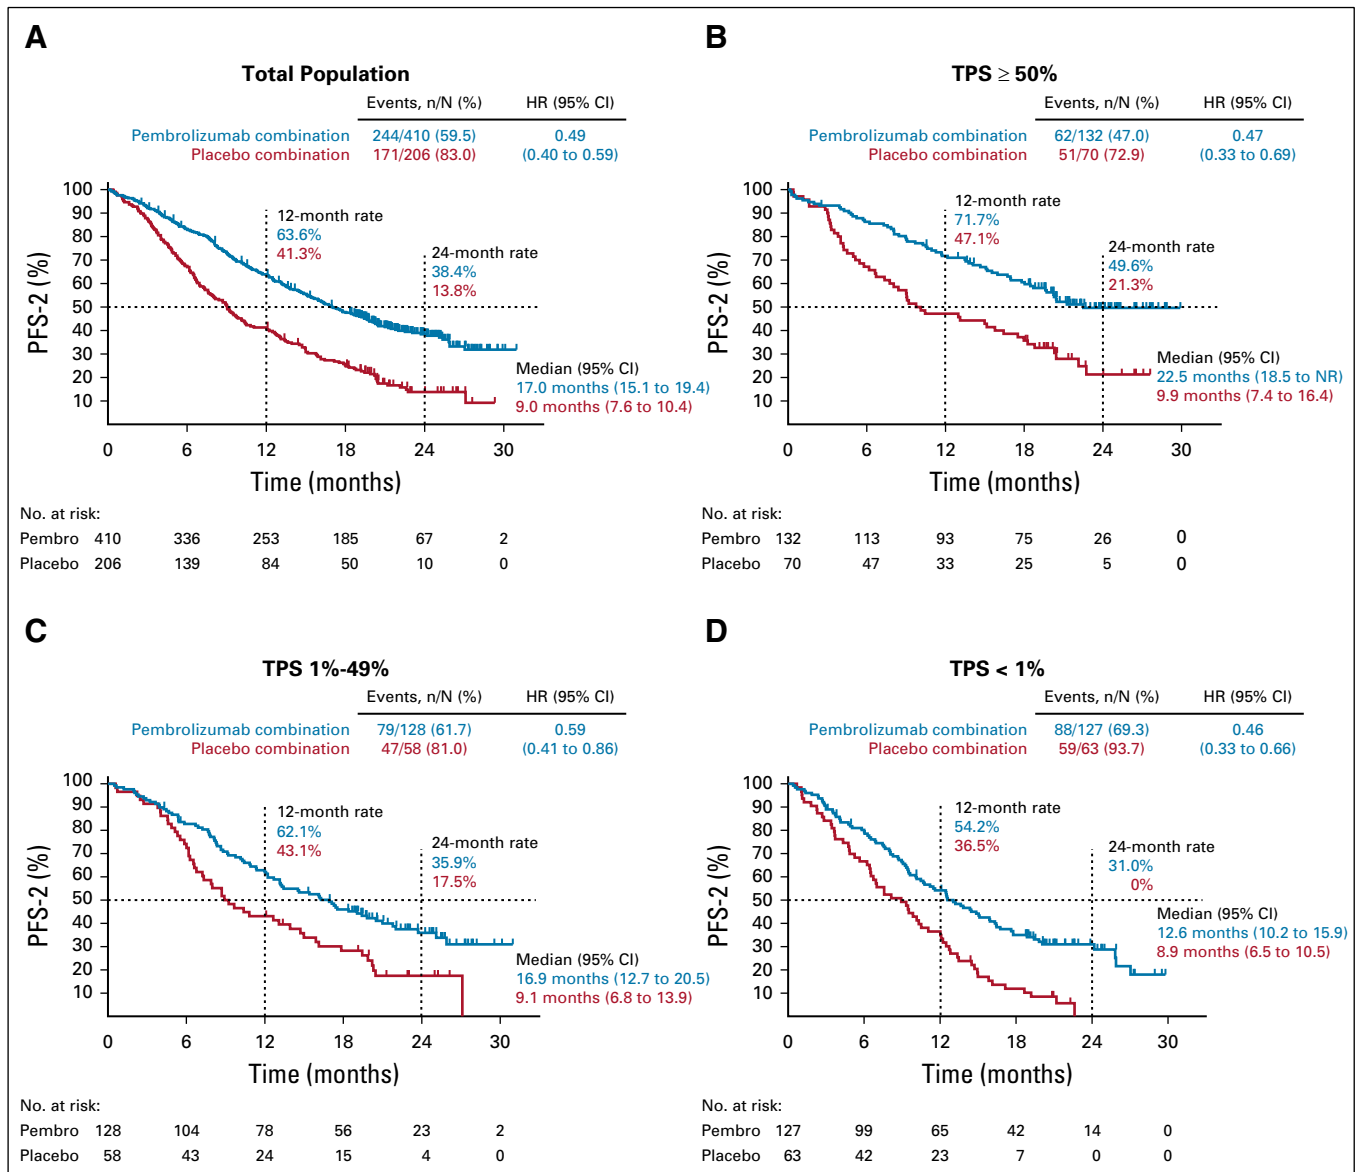 A
Total Population
Events, n/N (%) HR (95% CI)
Pembrolizumab combination 244/410 (59.5) 0.49
Placebo combination 171/206 (83.0) (0.40 to 0.59)
100
90
80
70
60
50
40
30
20
10
PFS-2 (%)
12-month rate
63.6%
41.3%
24-month rate
38.4%
13.8%
Median (95% CI)
17.0 months (15.1 to 19.4)
9.0 months (7.6 to 10.4)
0 6 12 18 24 30
Time (months)
No. at risk:
Pembro 410 336 253 185 67 2
Placebo 206 139 84 50 10 0
B
TPS ≥ 50%
Events, n/N (%) HR (95% CI)
Pembrolizumab combination 62/132 (47.0) 0.47
Placebo combination 51/70 (72.9) (0.33 to 0.69)
100
90
80
70
60
50
40
30
20
10
PFS-2 (%)
12-month rate
71.7%
47.1%
24-month rate
49.6%
21.3%
Median (95% CI)
22.5 months (18.5 to NR)
9.9 months (7.4 to 16.4)
0 6 12 18 24 30
Time (months)
No. at risk:
Pembro 132 113 93 75 26 0
Placebo 70 47 33 25 5 0
C
TPS 1%-49%
Events, n/N (%) HR (95% CI)
Pembrolizumab combination 79/128 (61.7) 0.59
Placebo combination 47/58 (81.0) (0.41 to 0.86)
100
90
80
70
60
50
40
30
20
10
PFS-2 (%)
12-month rate
62.1%
43.1%
24-month rate
35.9%
17.5%
Median (95% CI)
16.9 months (12.7 to 20.5)
9.1 months (6.8 to 13.9)
0 6 12 18 24 30
Time (months)
No. at risk:
Pembro 128 104 78 56 23 2
Placebo 58 43 24 15 4 0
D
TPS < 1%
Events, n/N (%) HR (95% CI)
Pembrolizumab combination 88/127 (69.3) 0.46
Placebo combination 59/63 (93.7) (0.33 to 0.66)
100
90
80
70
60
50
40
30
20
10
PFS-2 (%)
12-month rate
54.2%
36.5%
24-month rate
31.0%
0%
Median (95% CI)
12.6 months (10.2 to 15.9)
8.9 months (6.5 to 10.5)
0 6 12 18 24 30
Time (months)
No. at risk:
Pembro 127 99 65 42 14 0
Placebo 63 42 23 7 0 0